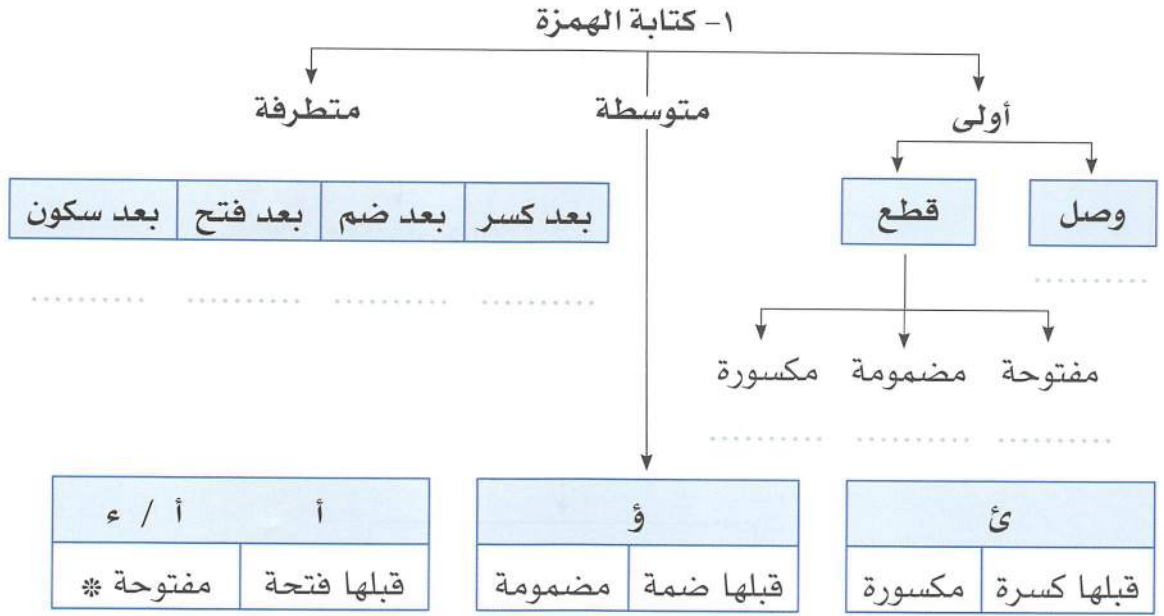 ١- كتابة الهمزة
أولى متوسطة متطرفة
وصل قطع
بعد كسر بعد ضم بعد فتح بعد سكون
مفتوحة مضمومة مكسورة
ئ ؤ أ أ / ء
قبلها كسرة مكسورة قبلها ضمة مضمومة قبلها فتحة مفتوحة *